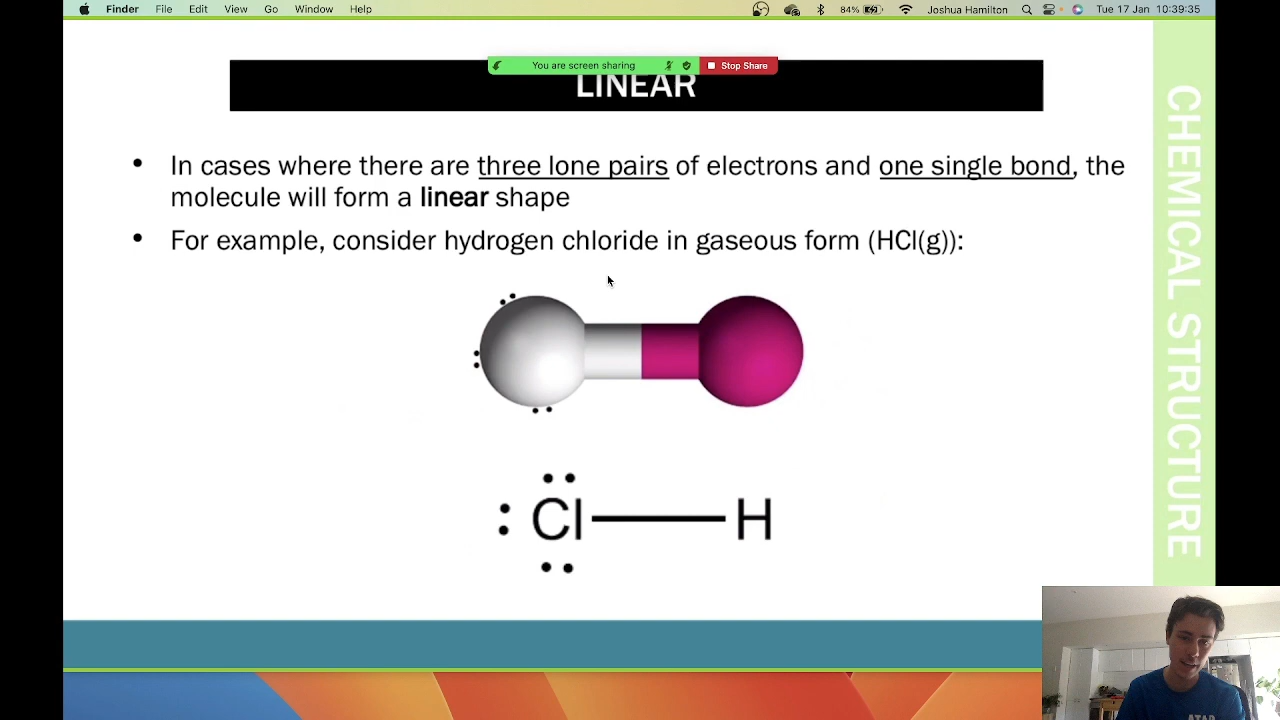 Finder File Edit View Go Window Help 84% Joshua Hamilton Tue 17 Jan 10:39:35
You are screen sharing Stop Share
LINEAR
• In cases where there are three lone pairs of electrons and one single bond, the
molecule will form a linear shape
• For example, consider hydrogen chloride in gaseous form (HCl(g)):
Cl H
CHEMICAL STRUCTURE
ATAR